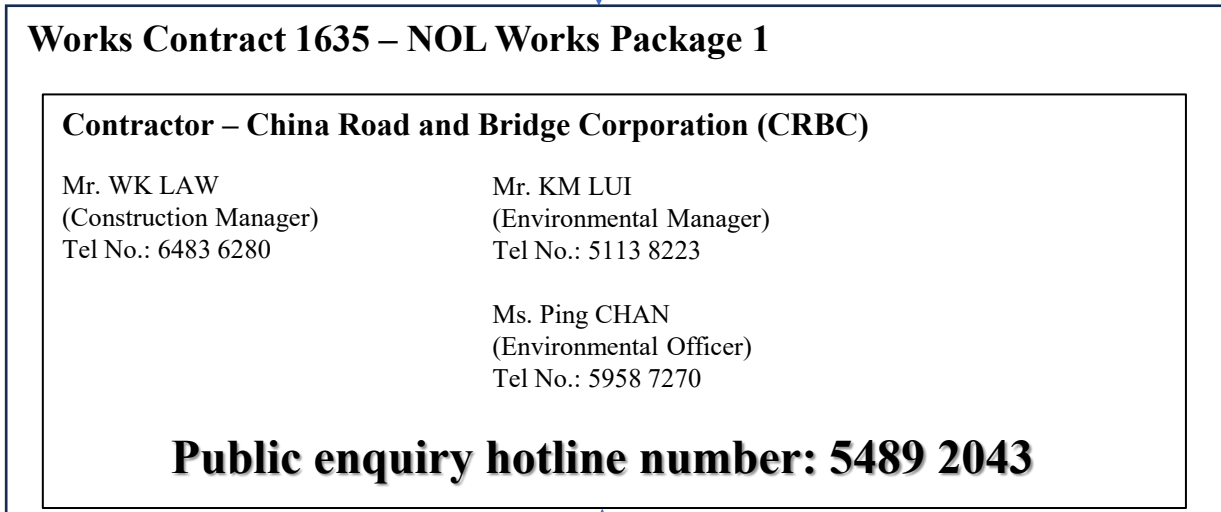 Works Contract 1635 – NOL Works Package 1
Contractor – China Road and Bridge Corporation (CRBC)
Mr. WK LAW
(Construction Manager)
Tel No.: 6483 6280
Mr. KM LUI
(Environmental Manager)
Tel No.: 5113 8223
Ms. Ping CHAN
(Environmental Officer)
Tel No.: 5958 7270
Public enquiry hotline number: 5489 2043